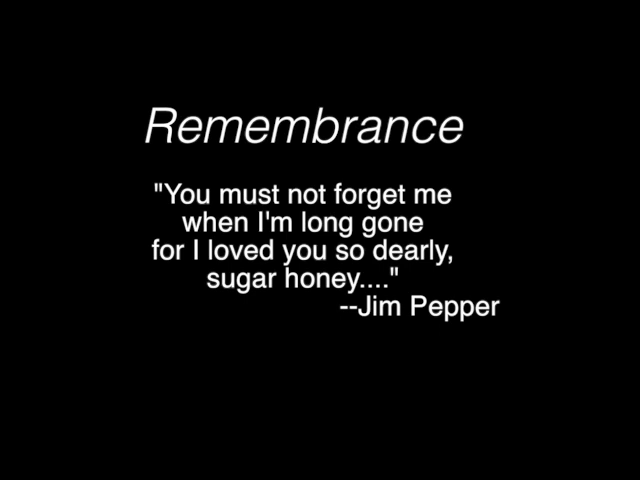 Remembrance
"You must not forget me
when I'm long gone
for I loved you so dearly,
sugar honey...."
--Jim Pepper